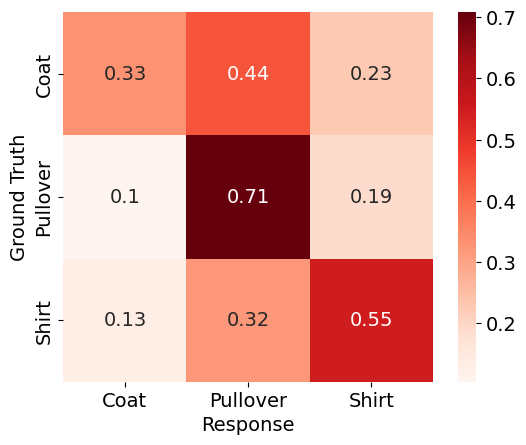 Ground Truth
Coat
Pullover
Shirt
0.33 0.44 0.23
0.1 0.71 0.19
0.13 0.32 0.55
Coat Pullover Shirt
Response
0.7
0.6
0.5
0.4
0.3
0.2